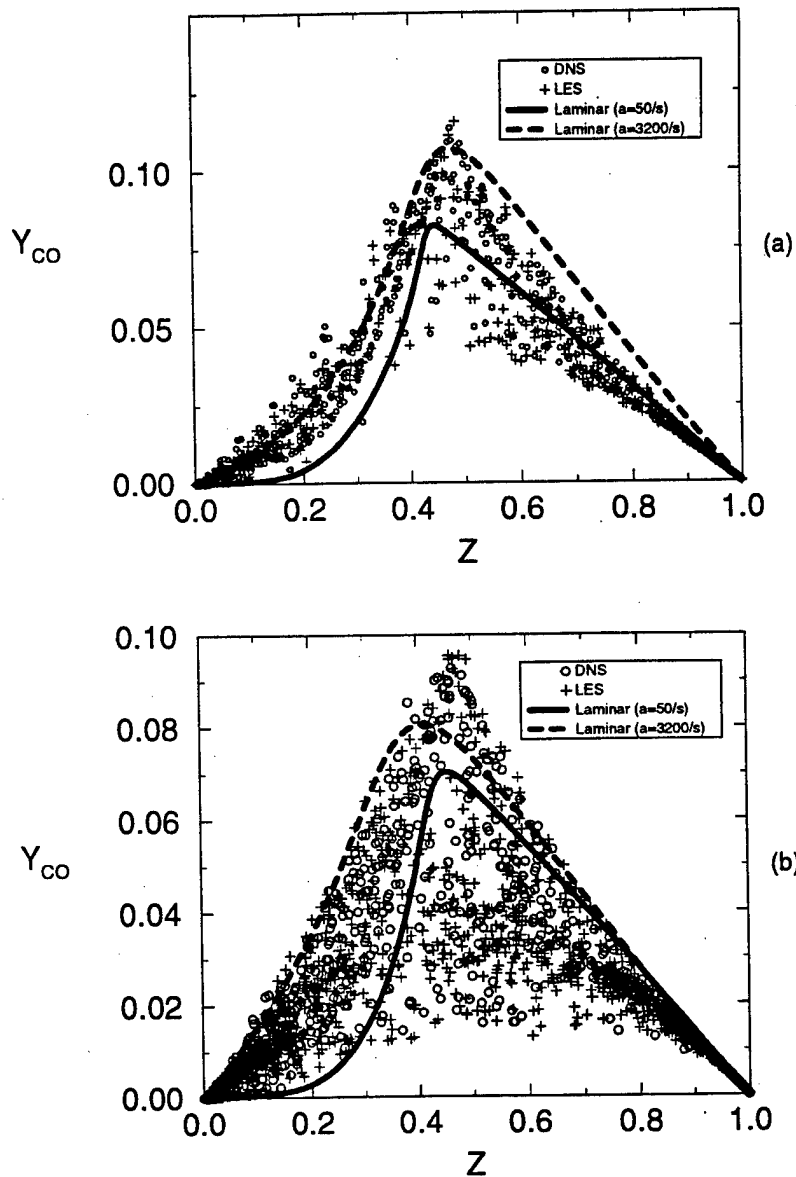 DNS
LES
Laminar (a=50/s)
Laminar (a=3200/s)
0.10
0.05
0.00
Y_CO
(a)
0.0 0.2 0.4 0.6 0.8 1.0
Z
0.10
0.08
0.06
0.04
0.02
0.00
DNS
LES
Laminar (a=50/s)
Laminar (a=3200/s)
Y_CO
(b)
0.0 0.2 0.4 0.6 0.8 1.0
Z